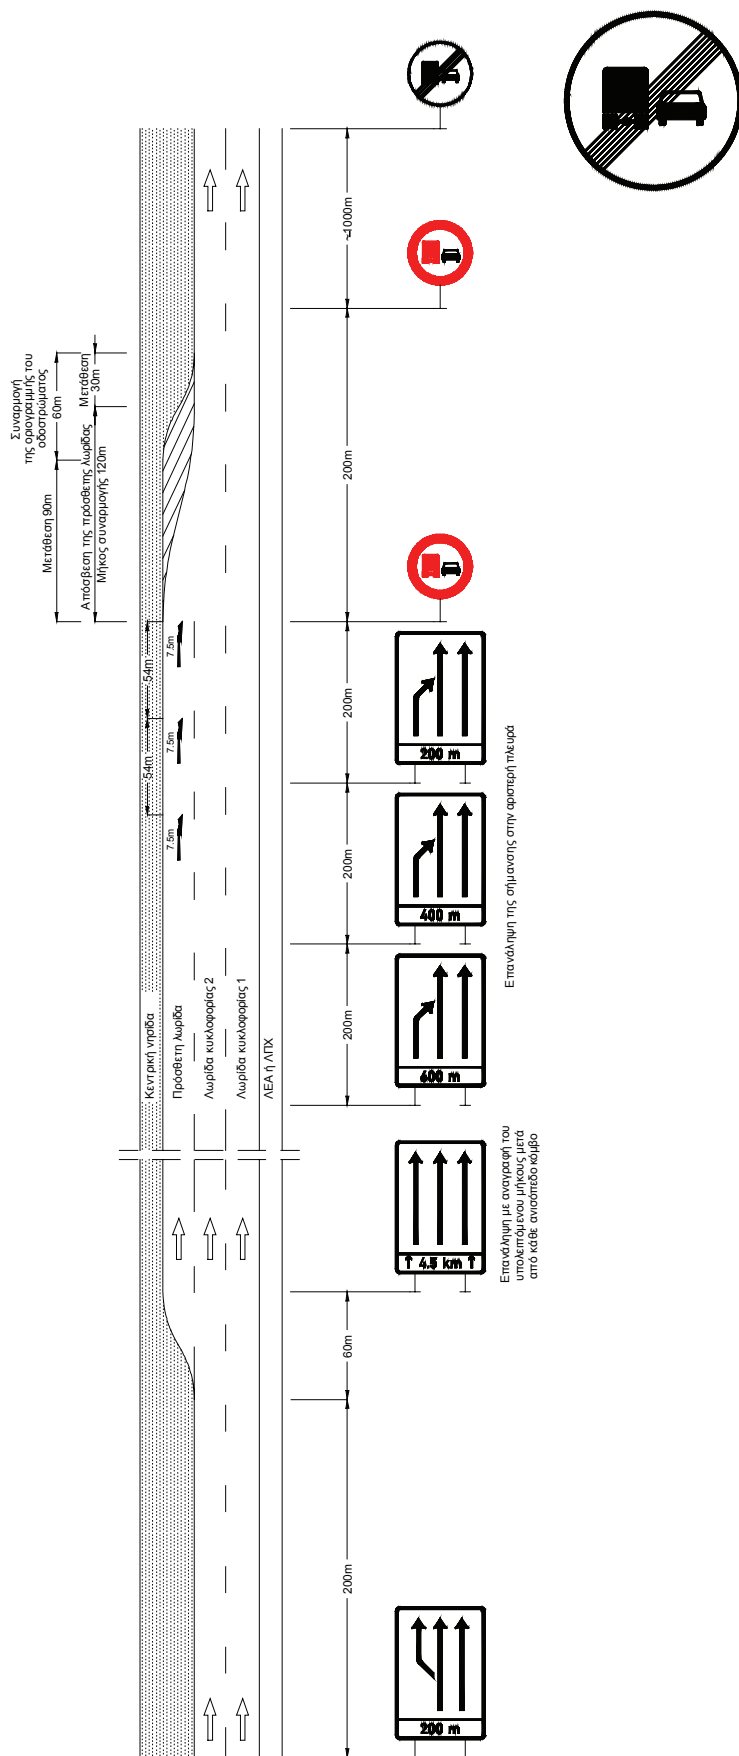 ~1000m
Συναρμογή
της οριογραμμής του
οδοστρώματος
60m
Μετάθεση
30m
Μετάθεση 90m
Απόσβεση της πρόσθετης λωρίδας
Μήκος συναρμογής 120m
200m
54m
54m
7.5m
7.5m
7.5m
200m
200m
200m
200 m
400 m
600 m
Επανάληψη της σήμανσης στην αριστερή πλευρά
Κεντρική νησίδα
Πρόσθετη λωρίδα
Λωρίδα κυκλοφορίας 2
Λωρίδα κυκλοφορίας 1
ΛΕΑ ή ΛΠΧ
4.5 km
Επανάληψη με αναγραφή του
υπολειπόμενου μήκους μετά
από κάθε ανισόπεδο κόμβο
60m
200m
200 m